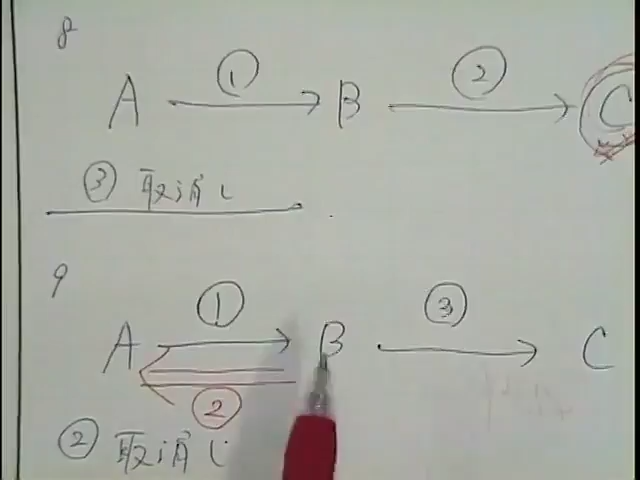 8
① ②
A → B → C
③ 取消し
9
① ③
A → B → C
②
② 取消し